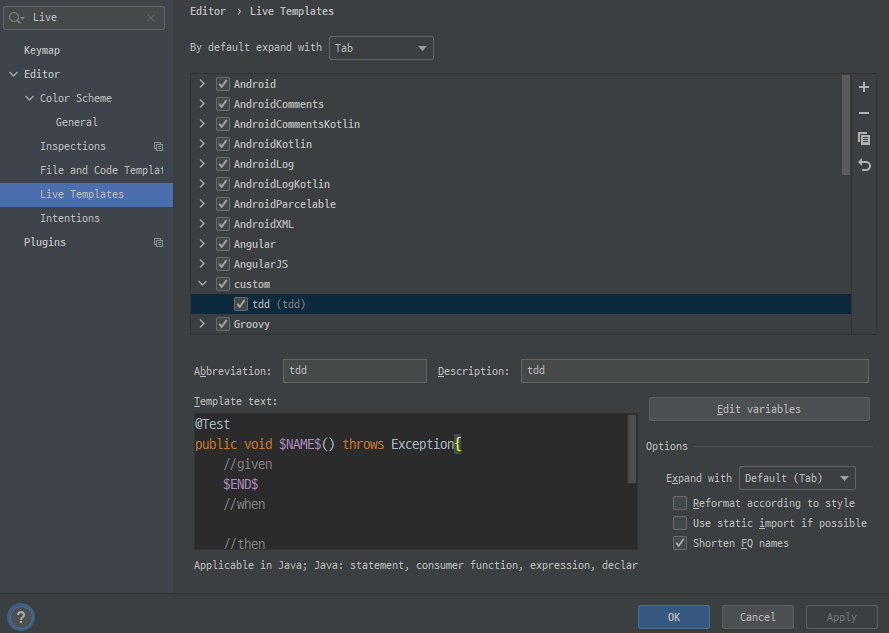 Live
Keymap
Editor
Color Scheme
General
Inspections
File and Code Templat
Live Templates
Intentions
Plugins
Editor › Live Templates
By default expand with Tab
Android
AndroidComments
AndroidCommentsKotlin
AndroidKotlin
AndroidLog
AndroidLogKotlin
AndroidParcelable
AndroidXML
Angular
AngularJS
custom
tdd (tdd)
Groovy
Abbreviation: tdd Description: tdd
Template text:
@Test
public void $NAME$() throws Exception{
//given
$END$
//when
//then
Applicable in Java; Java: statement, consumer function, expression, declar
Edit variables
Options
Expand with Default (Tab)
Reformat according to style
Use static import if possible
Shorten FQ names
?
OK Cancel Apply